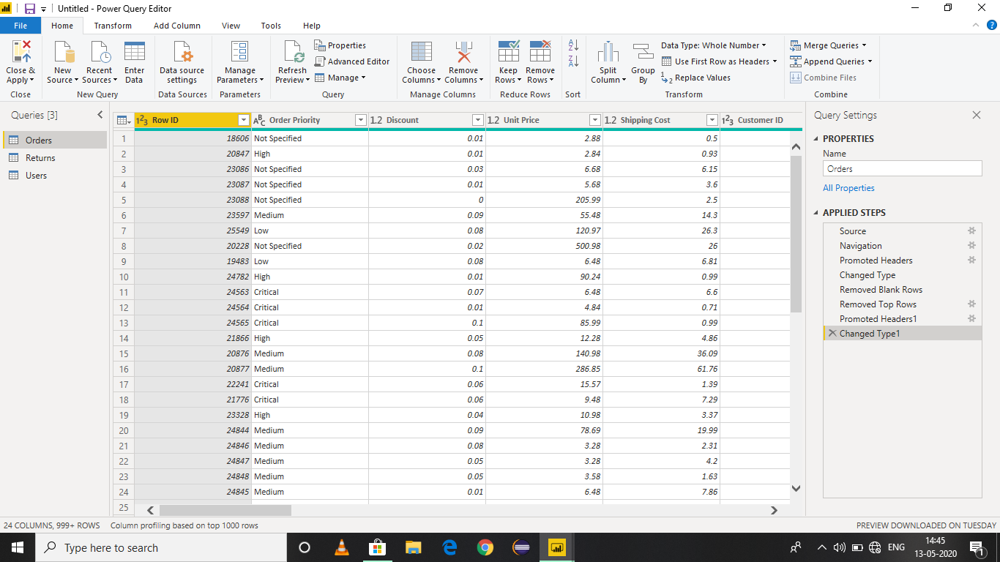 Untitled - Power Query Editor
File Home Transform Add Column View Tools Help
Close & Apply
New Source
Recent Sources
Enter Data
Data source settings
Manage Parameters
Refresh Preview
Properties
Advanced Editor
Manage
Choose Columns
Remove Columns
Keep Rows
Remove Rows
A Z
Z A
Split Column
Group By
Data Type: Whole Number
Use First Row as Headers
1 2 Replace Values
Merge Queries
Append Queries
Combine Files
Close New Query Data Sources Parameters Query Manage Columns Reduce Rows Sort Transform Combine
Queries [3]
Orders
Returns
Users
123 Row ID ABC Order Priority 1.2 Discount 1.2 Unit Price 1.2 Shipping Cost 123 Customer ID
1 18606 Not Specified 0.01 2.88 0.5
2 20847 High 0.01 2.84 0.93
3 23086 Not Specified 0.03 6.68 6.15
4 23087 Not Specified 0.01 5.68 3.6
5 23088 Not Specified 0 205.99 2.5
6 23597 Medium 0.09 55.48 14.3
7 25549 Low 0.08 120.97 26.3
8 20228 Not Specified 0.02 500.98 26
9 19483 Low 0.08 6.48 6.81
10 24782 High 0.01 90.24 0.99
11 24563 Critical 0.07 6.48 6.6
12 24564 Critical 0.01 4.84 0.71
13 24565 Critical 0.1 85.99 0.99
14 21866 High 0.05 12.28 4.86
15 20876 Medium 0.08 140.98 36.09
16 20877 Medium 0.1 286.85 61.76
17 22241 Critical 0.06 15.57 1.39
18 21776 Critical 0.06 9.48 7.29
19 23328 High 0.04 10.98 3.37
20 24844 Medium 0.09 78.69 19.99
21 24846 Medium 0.08 3.28 2.31
22 24847 Medium 0.05 3.28 4.2
23 24848 Medium 0.05 3.58 1.63
24 24845 Medium 0.01 6.48 7.86
25
Query Settings
PROPERTIES
Name
Orders
All Properties
APPLIED STEPS
Source
Navigation
Promoted Headers
Changed Type
Removed Blank Rows
Removed Top Rows
Promoted Headers1
Changed Type1
24 COLUMNS, 999+ ROWS Column profiling based on top 1000 rows
PREVIEW DOWNLOADED ON TUESDAY
Type here to search
ENG
14:45
13-05-2020
1